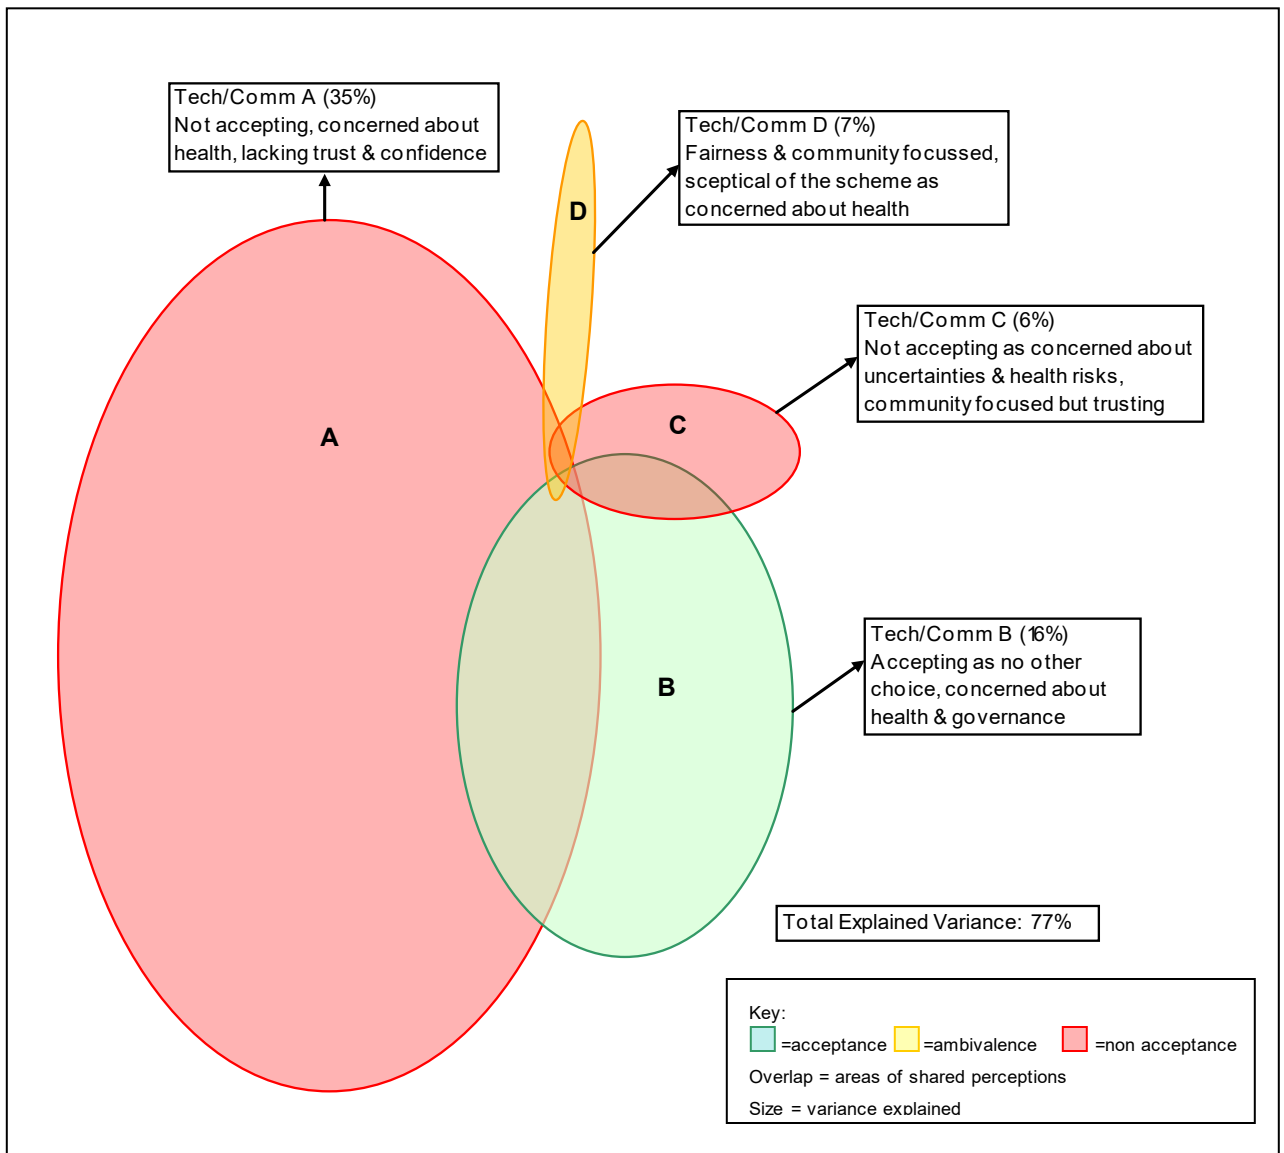 Tech/Comm A (35%)
Not accepting, concerned about
health, lacking trust & confidence
Tech/Comm D (7%)
Fairness & community focussed,
sceptical of the scheme as
concerned about health
D
Tech/Comm C (6%)
Not accepting as concerned about
uncertainties & health risks,
community focused but trusting
A
C
Tech/Comm B (16%)
Accepting as no other
choice, concerned about
health & governance
B
Total Explained Variance: 77%
Key:
=acceptance =ambivalence =non acceptance
Overlap = areas of shared perceptions
Size = variance explained